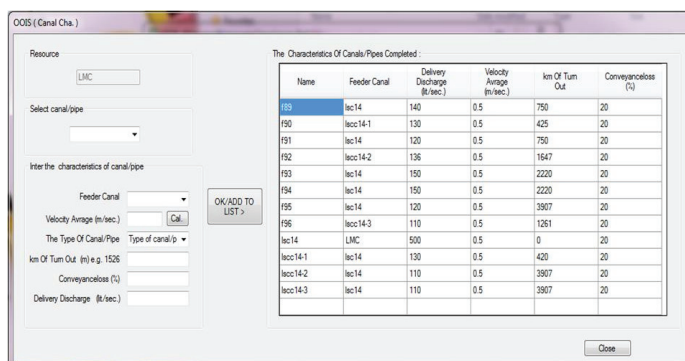 OOIS ( Canal Cha. )
Resource
LMC
Select canal/pipe
Inter the characteristics of canal/pipe
Feeder Canal
Velocity Avrage (m/sec.) Cal.
The Type Of Canal/Pipe Type of canal/p
km Of Turn Out (m) e.g. 1526
Conveyanceloss (%)
Delivery Discharge (lit/sec.)
OK/ADD TO
LIST >
The Characteristics Of Canals/Pipes Completed :
Name Feeder Canal Delivery Discharge (lit/sec.) Velocity Avrage (m/sec.) km Of Turn Out Conveyanceloss (%)
f89 lsc14 140 0.5 750 20
f90 lscc14-1 130 0.5 425 20
f91 lsc14 120 0.5 750 20
f92 lscc14-2 136 0.5 1647 20
f93 lsc14 150 0.5 2220 20
f94 lsc14 150 0.5 2220 20
f95 lsc14 120 0.5 3907 20
f96 lscc14-3 110 0.5 1261 20
lsc14 LMC 500 0.5 0 20
lscc14-1 lsc14 130 0.5 420 20
lscc14-2 lsc14 110 0.5 3907 20
lscc14-3 lsc14 110 0.5 3907 20
Close